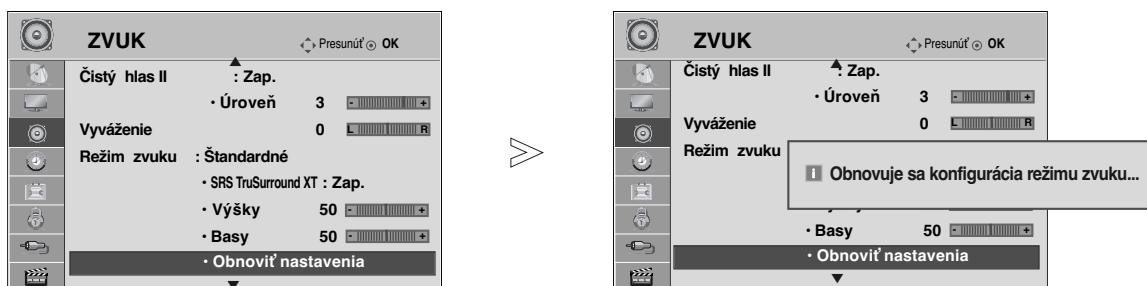 ZVUK
Presunúť OK
Čistý hlas II : Zap.
• Úroveň 3 - +
Vyváženie 0 L R
Režim zvuku : Štandardné
• SRS TruSurround XT : Zap.
• Výšky 50 - +
• Basy 50 - +
• Obnoviť nastavenia
>
ZVUK
Presunúť OK
Čistý hlas II : Zap.
• Úroveň 3 - +
Vyváženie 0 L R
Režim zvuku
i Obnovuje sa konfigurácia režimu zvuku...
• Basy 50 - +
• Obnoviť nastavenia